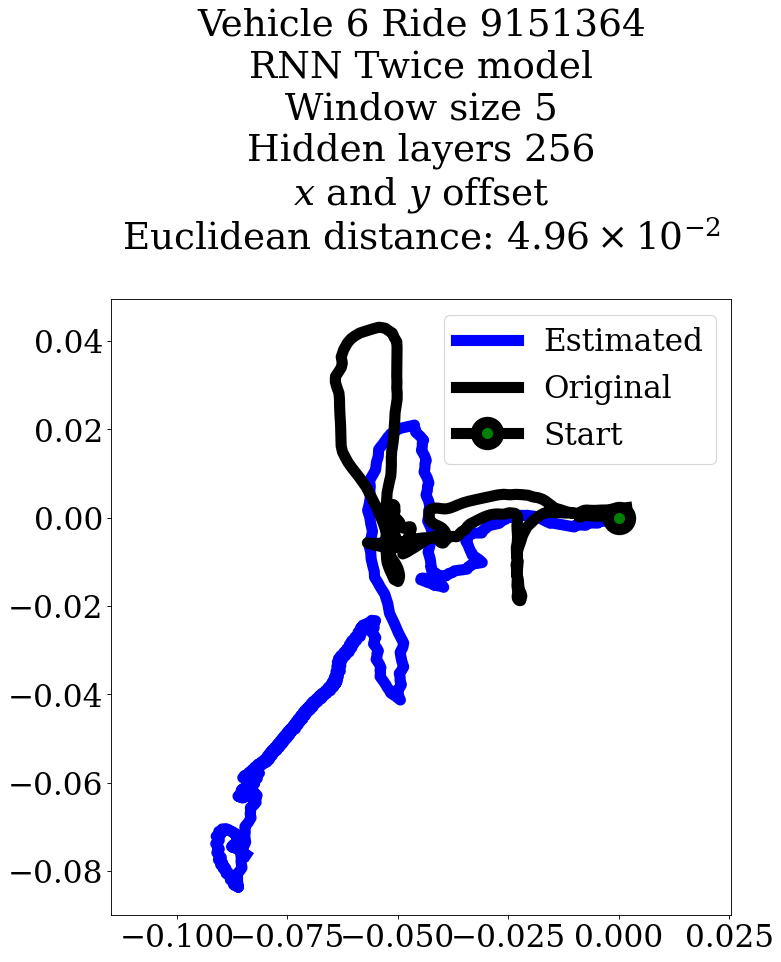 Vehicle 6 Ride 9151364
RNN Twice model
Window size 5
Hidden layers 256
x and y offset
Euclidean distance: 4.96 × 10⁻²
Estimated
Original
Start
0.04
0.02
0.00
−0.02
−0.04
−0.06
−0.08
−0.100 −0.075 −0.050 −0.025 0.000 0.025